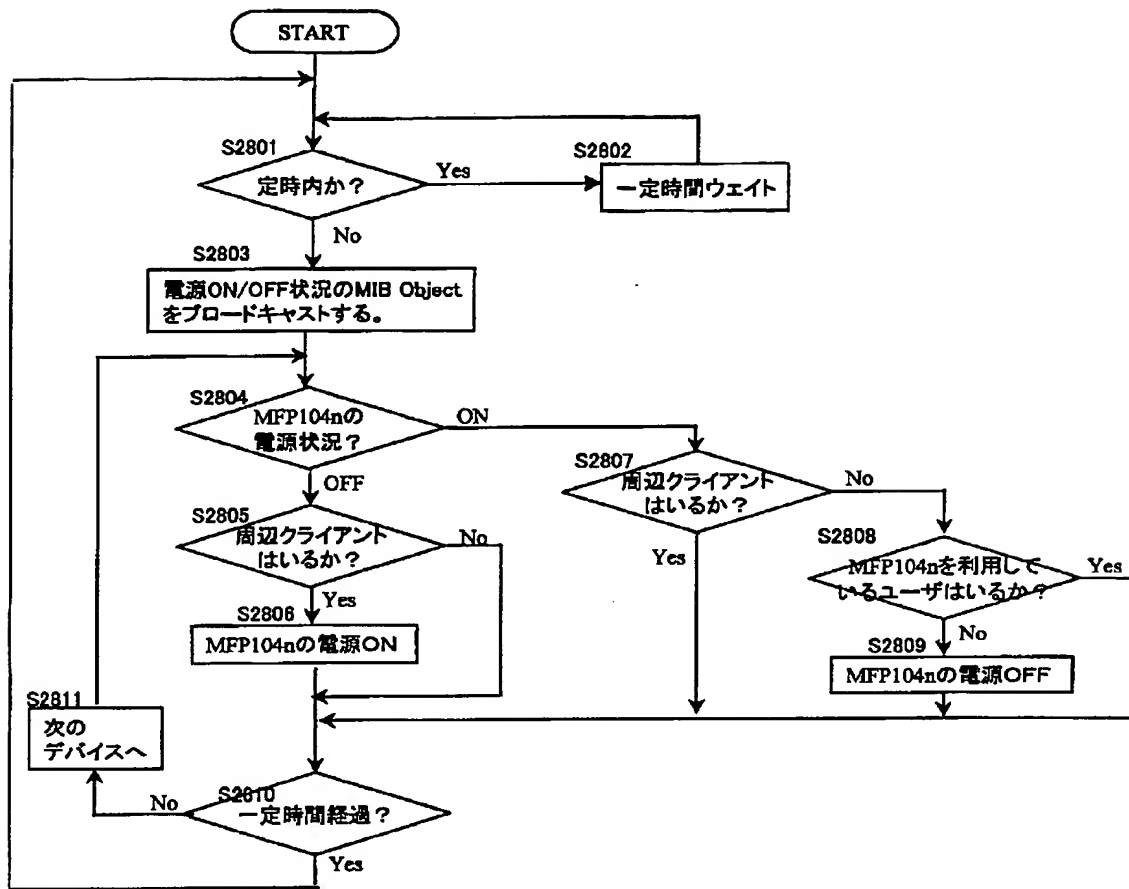 START
S2801
定時内か？
Yes
S2802
一定時間ウェイト
No
S2803
電源ON/OFF状況のMIB Object
をブロードキャストする。
S2804
MFP104nの
電源状況？
ON
OFF
S2805
周辺クライアント
はいるか？
No
Yes
S2806
MFP104nの電源ON
S2807
周辺クライアント
はいるか？
No
Yes
S2808
MFP104nを利用して
いるユーザはいるか？
Yes
No
S2809
MFP104nの電源OFF
S2811
次の
デバイスへ
No
S2810
一定時間経過？
Yes